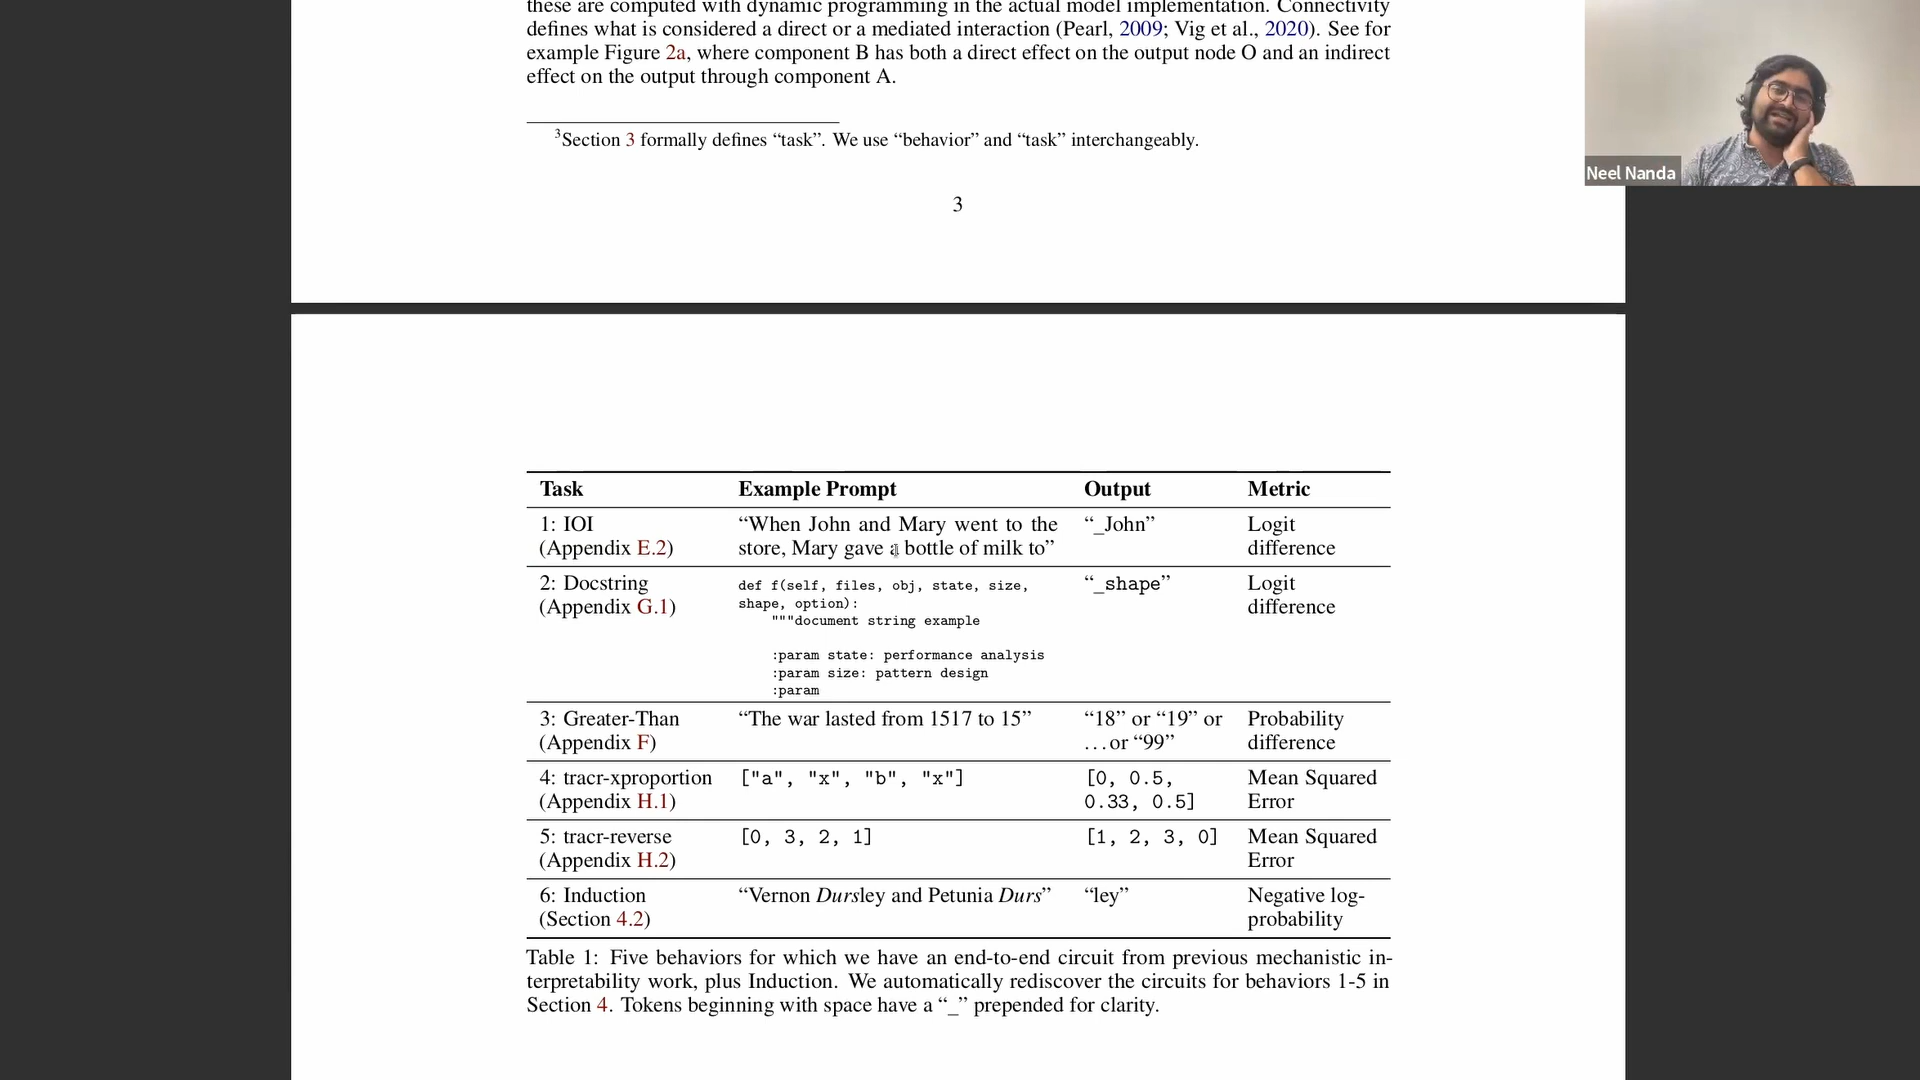 these are computed with dynamic programming in the actual model implementation. Connectivity
defines what is considered a direct or a mediated interaction (Pearl, 2009; Vig et al., 2020). See for
example Figure 2a, where component B has both a direct effect on the output node O and an indirect
effect on the output through component A.
3Section 3 formally defines “task”. We use “behavior” and “task” interchangeably.
Neel Nanda
3
Task Example Prompt Output Metric
1: IOI “When John and Mary went to the “_John” Logit
(Appendix E.2) store, Mary gave a bottle of milk to” difference
2: Docstring def f(self, files, obj, state, size, “_shape” Logit
(Appendix G.1) shape, option): difference
"""document string example
:param state: performance analysis
:param size: pattern design
:param
3: Greater-Than “The war lasted from 1517 to 15” “18” or “19” or Probability
(Appendix F) ...or “99” difference
4: tracr-xproportion ["a", "x", "b", "x"] [0, 0.5, Mean Squared
(Appendix H.1) 0.33, 0.5] Error
5: tracr-reverse [0, 3, 2, 1] [1, 2, 3, 0] Mean Squared
(Appendix H.2) Error
6: Induction “Vernon Dursley and Petunia Durs” “ley” Negative log-
(Section 4.2) probability
Table 1: Five behaviors for which we have an end-to-end circuit from previous mechanistic in-
terpretability work, plus Induction. We automatically rediscover the circuits for behaviors 1-5 in
Section 4. Tokens beginning with space have a “_” prepended for clarity.